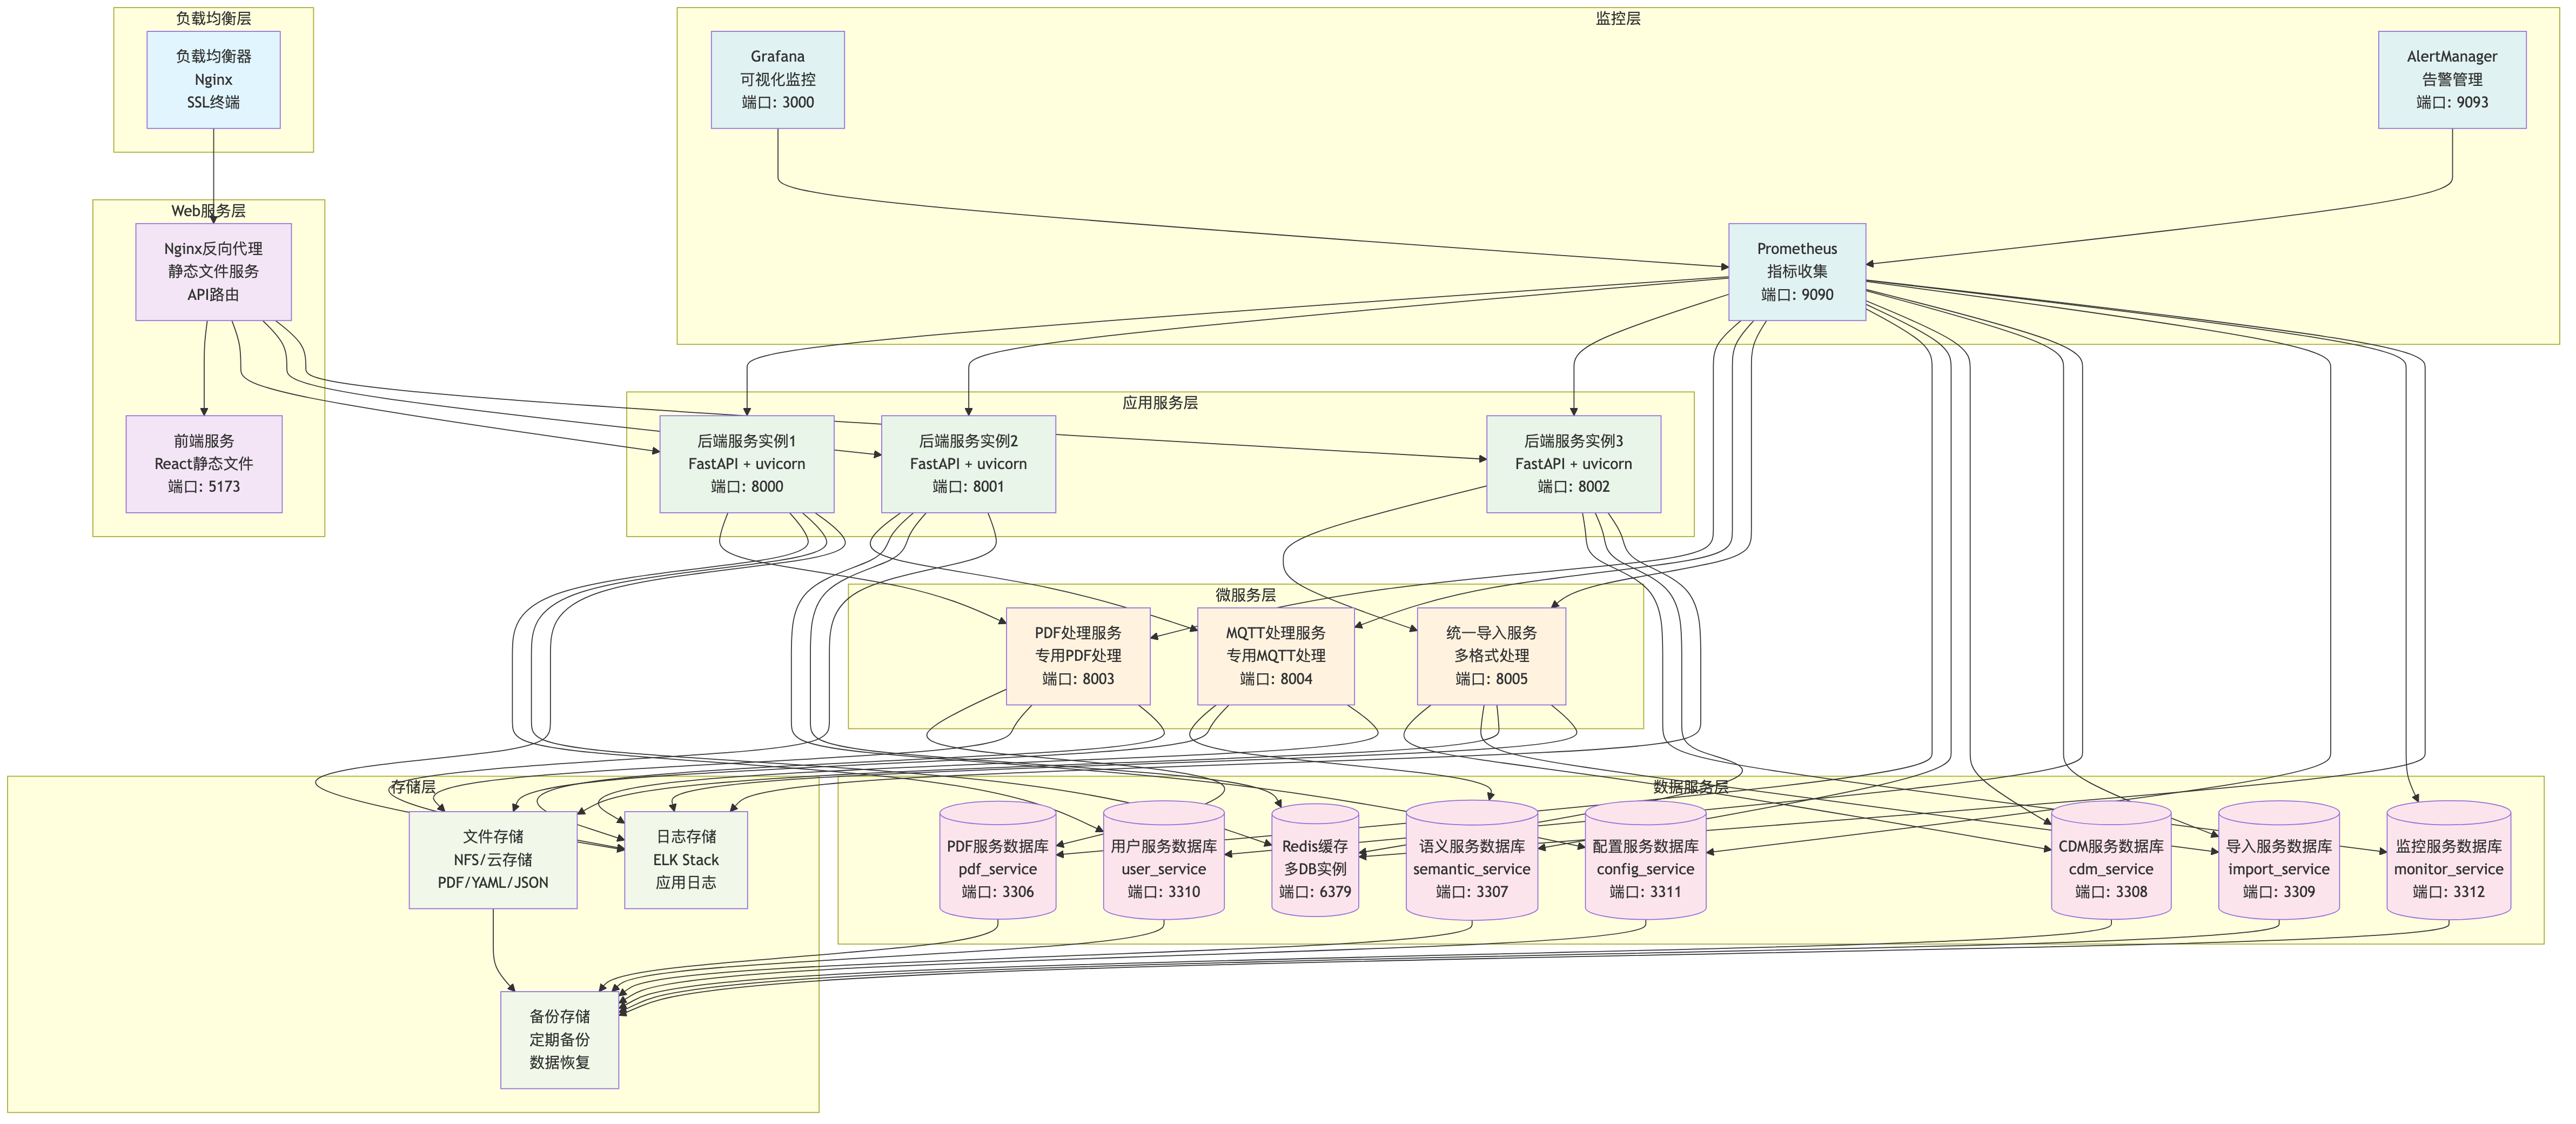 负载均衡层
负载均衡器
Nginx
SSL终端
监控层
Grafana
可视化监控
端口: 3000
AlertManager
告警管理
端口: 9093
Prometheus
指标收集
端口: 9090
Web服务层
Nginx反向代理
静态文件服务
API路由
前端服务
React静态文件
端口: 5173
应用服务层
后端服务实例1
FastAPI + uvicorn
端口: 8000
后端服务实例2
FastAPI + uvicorn
端口: 8001
后端服务实例3
FastAPI + uvicorn
端口: 8002
微服务层
PDF处理服务
专用PDF处理
端口: 8003
MQTT处理服务
专用MQTT处理
端口: 8004
统一导入服务
多格式处理
端口: 8005
存储层
文件存储
NFS/云存储
PDF/YAML/JSON
日志存储
ELK Stack
应用日志
备份存储
定期备份
数据恢复
数据服务层
PDF服务数据库
pdf_service
端口: 3306
用户服务数据库
user_service
端口: 3310
Redis缓存
多DB实例
端口: 6379
语义服务数据库
semantic_service
端口: 3307
配置服务数据库
config_service
端口: 3311
CDM服务数据库
cdm_service
端口: 3308
导入服务数据库
import_service
端口: 3309
监控服务数据库
monitor_service
端口: 3312